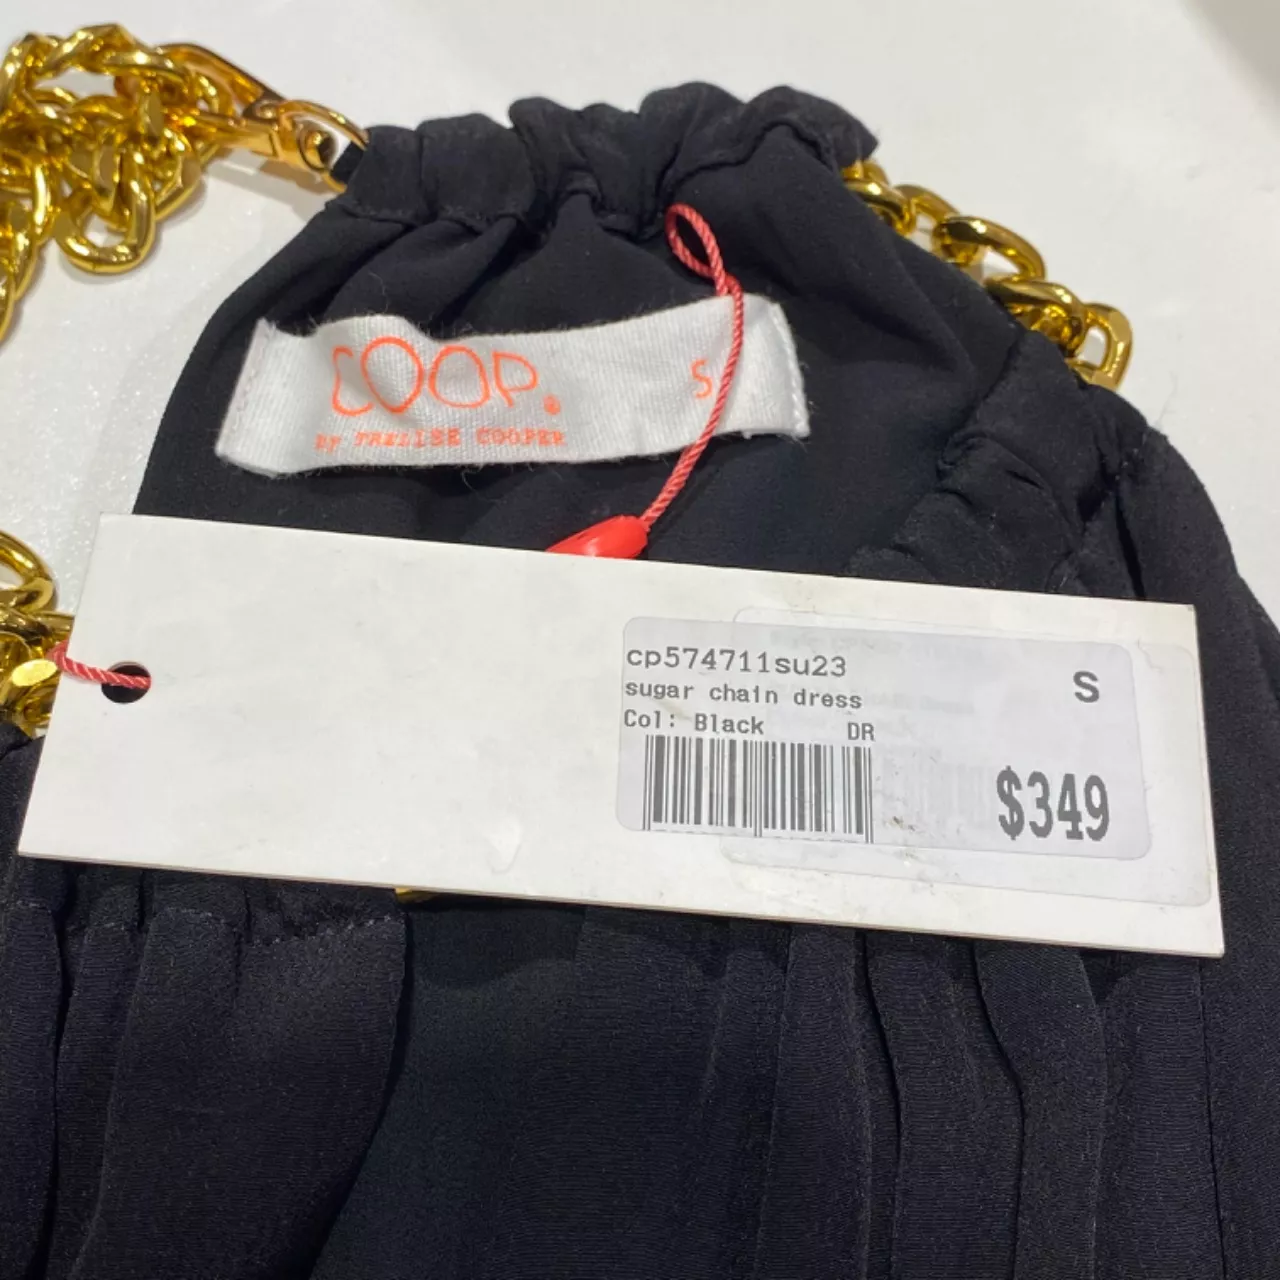 COOP.
S
BY TRELISE COOPER
cp574711su23
S
sugar chain dress
Col: Black DR
$349